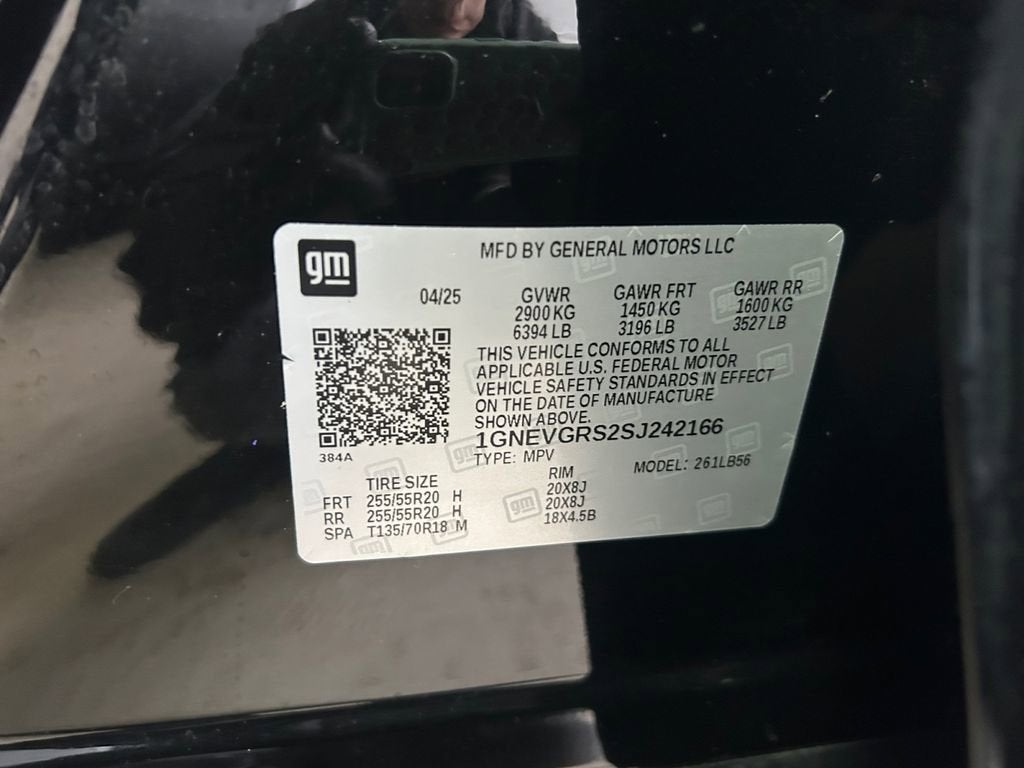 gm
MFD BY GENERAL MOTORS LLC
04/25
GVWR GAWR FRT GAWR RR
2900 KG 1450 KG 1600 KG
6394 LB 3196 LB 3527 LB
THIS VEHICLE CONFORMS TO ALL
APPLICABLE U.S. FEDERAL MOTOR
VEHICLE SAFETY STANDARDS IN EFFECT
ON THE DATE OF MANUFACTURE
SHOWN ABOVE.
1GNEVGRS2SJ242166
384A
TYPE: MPV MODEL: 261LB56
TIRE SIZE RIM
FRT 255/55R20 H 20X8J
RR 255/55R20 H 20X8J
SPA T135/70R18 M 18X4.5B